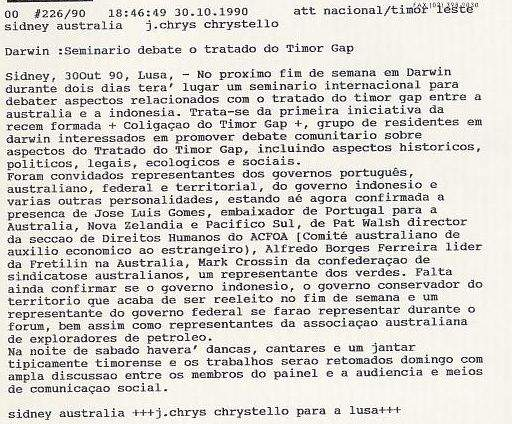 00  #226/90   18:46:49 30.10.1990     att nacional/timor leste
sidney australia   j.chrys chrystello
Darwin :Seminario debate o tratado do Timor Gap
Sidney, 30Out 90, Lusa, - No proximo fim de semana em Darwin
durante dois dias tera' lugar um seminario internacional para
debater aspectos relacionados com o tratado do timor gap entre a
australia e a indonesia. Trata-se da primeira iniciativa da
recem formada + Coligaçao do Timor Gap +, grupo de residentes em
darwin interessados em promover debate comunitario sobre
aspectos do Tratado do Timor Gap, incluindo aspectos historicos,
politicos, legais, ecologicos e sociais.
Foram convidados representantes dos governos português,
australiano, federal e territorial, do governo indonesio e
varias outras personalidades, estando aé agora confirmada a
presenca de Jose Luis Gomes, embaixador de Portugal para a
Australia, Nova Zelandia e Pacifico Sul, de Pat Walsh director
da seccao de Direitos Humanos do ACFOA [Comité australiano de
auxilio economico ao estrangeiro), Alfredo Borges Ferreira lider
da Fretilin na Australia, Mark Crossin da confederaçao de
sindicatose australianos, um representante dos verdes. Falta
ainda confirmar se o governo indonesio, o governo conservador do
territorio que acaba de ser reeleito no fim de semana e um
representante do governo federal se farao representar durante o
forum, bem assim como representantes da associaçao australiana
de exploradores de petroleo.
Na noite de sabado havera' dancas, cantares e um jantar
tipicamente timorense e os trabalhos serao retomados domingo com
ampla discussao entre os membros do painel e a audiencia e meios
de comunicaçao social.
sidney australia +++j.chrys chrystello para a lusa+++